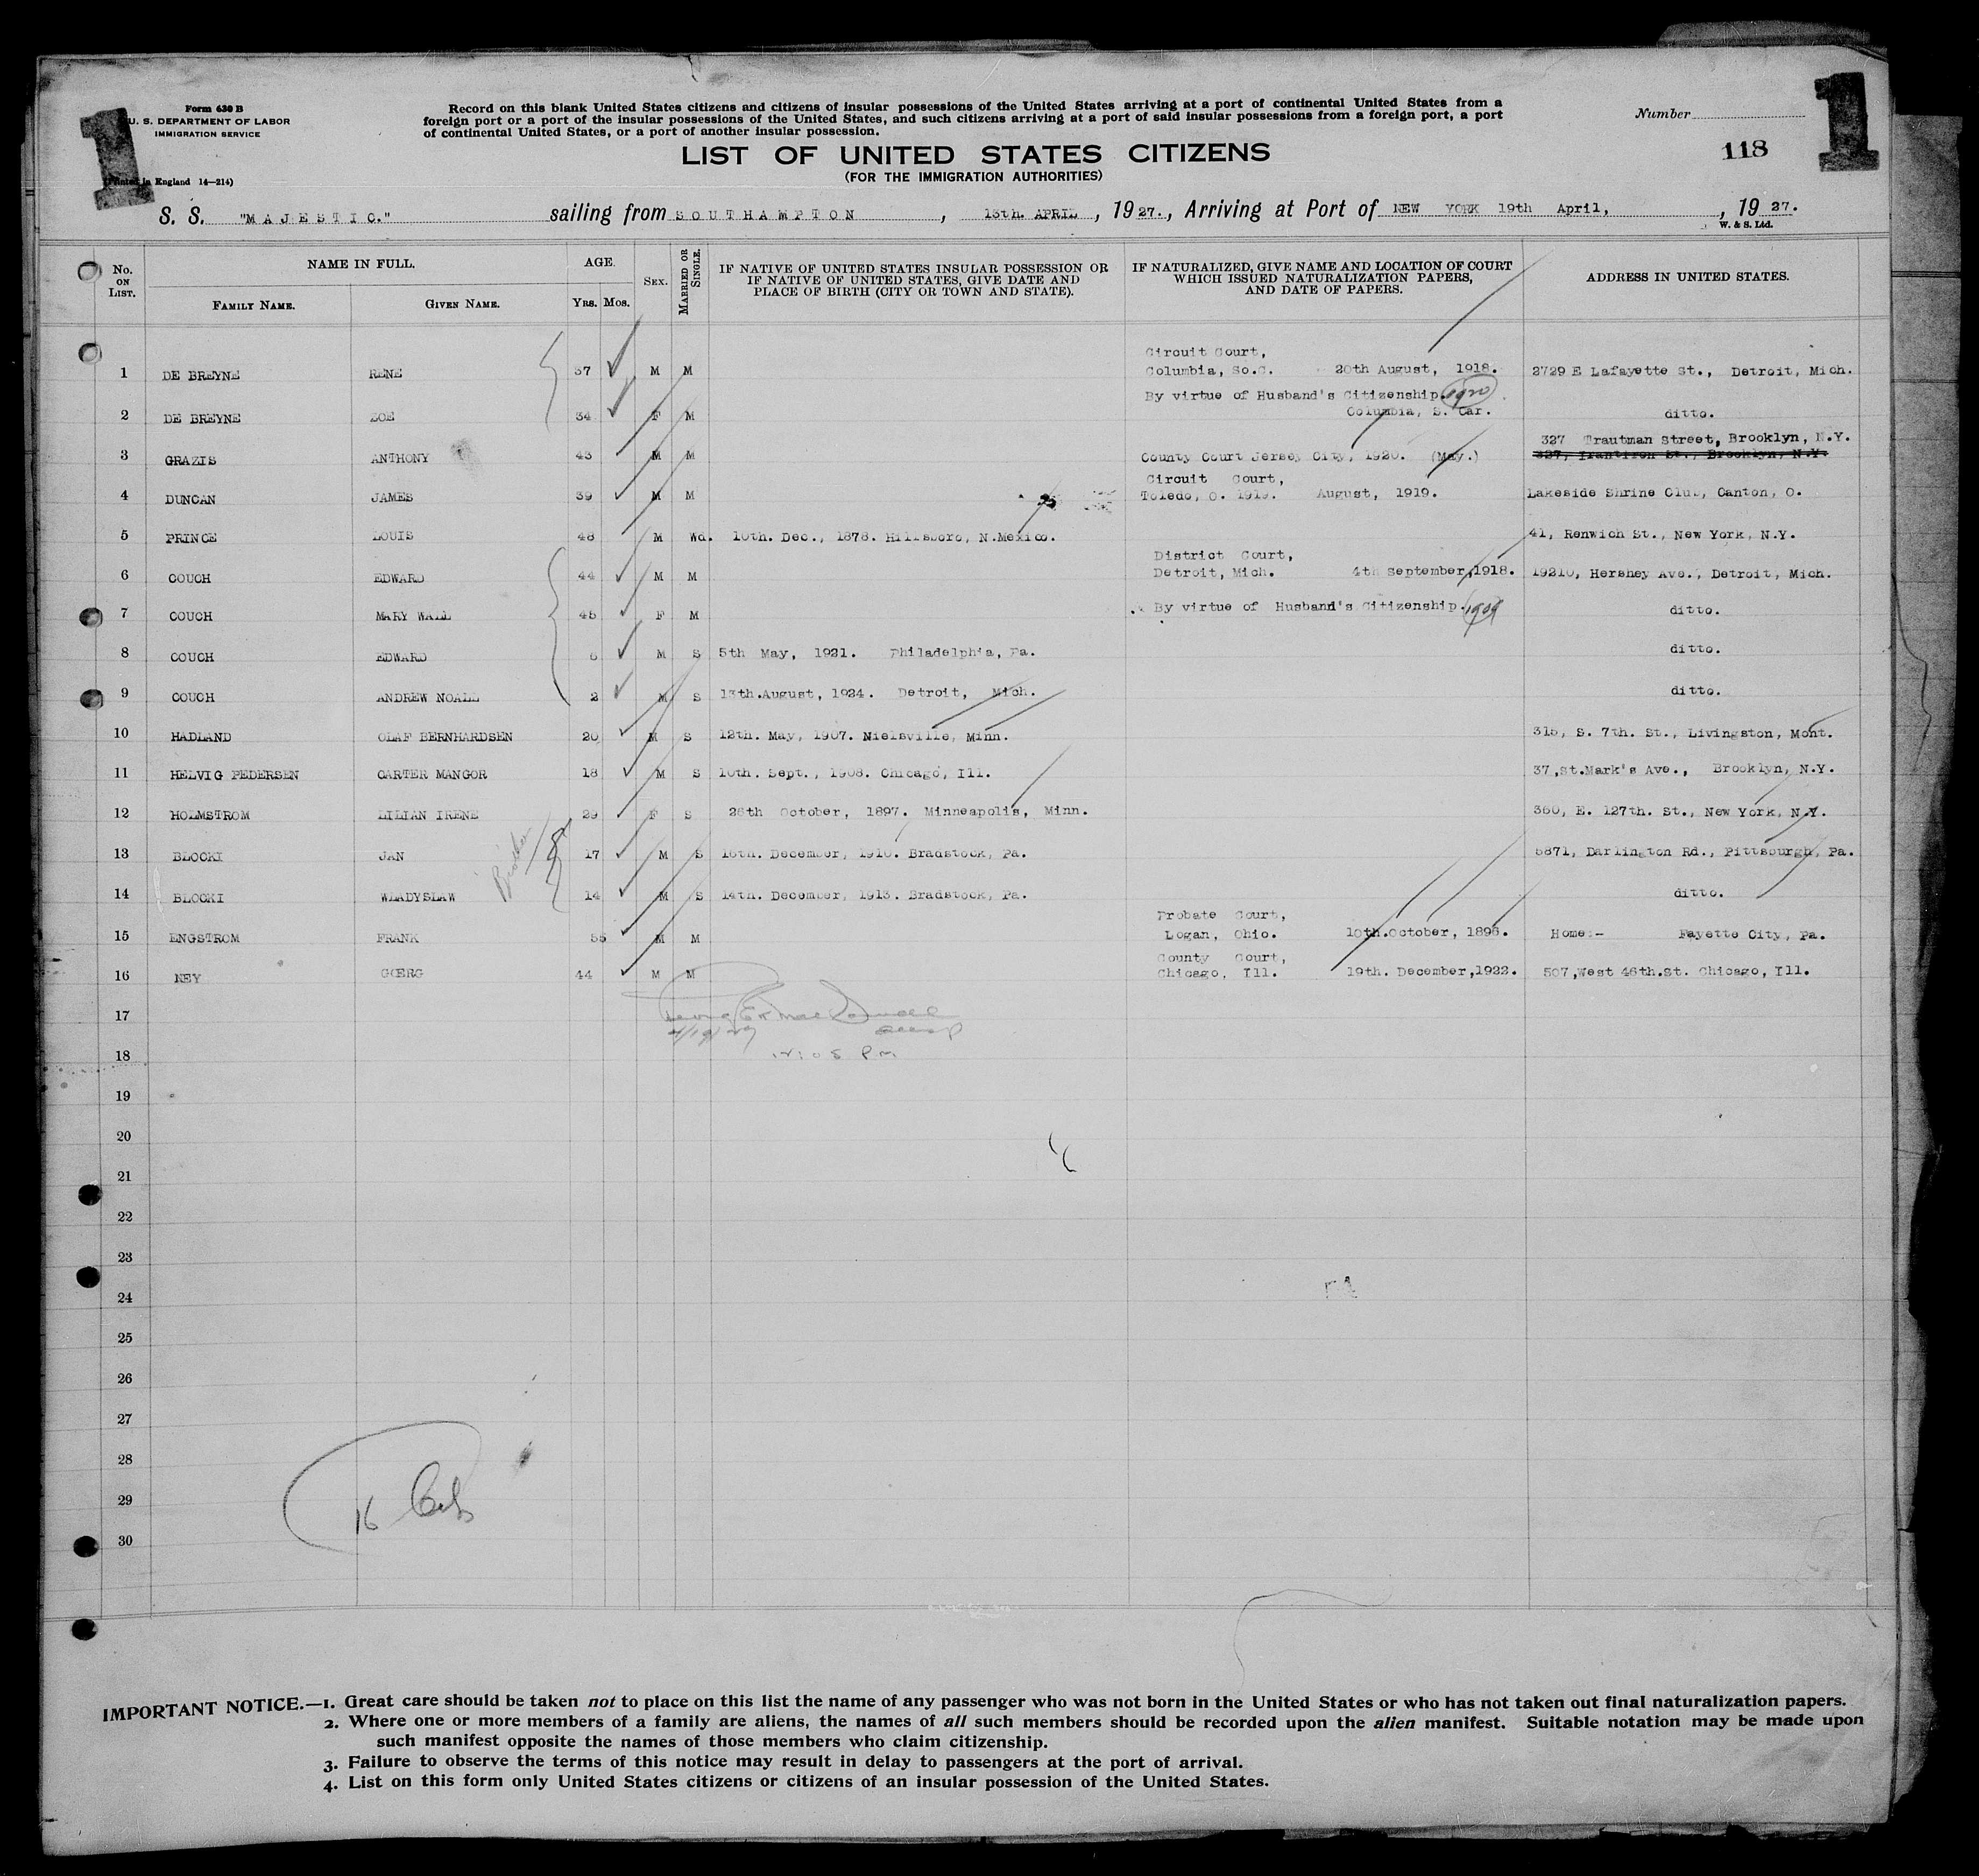 Form 630 B
U. S. DEPARTMENT OF LABOR
IMMIGRATION SERVICE
(Printed in England 14—214)
1
1
Record on this blank United States citizens and citizens of insular possessions of the United States arriving at a port of continental United States from a
foreign port or a port of the insular possessions of the United States, and such citizens arriving at a port of said insular possessions from a foreign port, a port
of continental United States, or a port of another insular possession.
Number
118
LIST OF UNITED STATES CITIZENS
(FOR THE IMMIGRATION AUTHORITIES)
S. S. "MAJESTIC." sailing from SOUTHAMPTON, 13th. APRIL, 1927., Arriving at Port of NEW YORK 19th April, , 1927.
W. & S. Ltd.
No. ON LIST. NAME IN FULL. FAMILY NAME. GIVEN NAME. AGE. YRS. MOS. SEX. MARRIED OR SINGLE. IF NATIVE OF UNITED STATES INSULAR POSSESSION OR IF NATIVE OF UNITED STATES, GIVE DATE AND PLACE OF BIRTH (CITY OR TOWN AND STATE). IF NATURALIZED, GIVE NAME AND LOCATION OF COURT WHICH ISSUED NATURALIZATION PAPERS, AND DATE OF PAPERS. ADDRESS IN UNITED STATES.
Circuit Court,
1 DE BREYNE RENE 37 M M Columbia, So.C. 20th August, 1918. 2729 E Lafayette St., Detroit, Mich.
By virtue of Husband's Citizenship. 1920
2 DE BREYNE ZOE 34 F M Columbia, S. Car. ditto.
327 Trautman Street, Brooklyn, N.Y.
3 GRAZIS ANTHONY 43 M M County Court Jersey City, 1920. (May.)
Circuit Court,
4 DUNCAN JAMES 39 M M Toledo, O. 1919. August, 1919. Lakeside Shrine Club, Canton, O.
5 PRINCE LOUIS 48 M Wd. 10th. Dec., 1878. Hillsboro, N.Mexico. 41, Renwich St., New York, N.Y.
District Court,
6 COUCH EDWARD 44 M M Detroit, Mich. 4th September,1918. 19210, Hershey Ave., Detroit, Mich.
7 COUCH MARY WALL 45 F M By virtue of Husband's Citizenship. 1909 ditto.
8 COUCH EDWARD M S 5th May, 1921. Philadelphia, Pa. ditto.
9 COUCH ANDREW NOALL 2 M S 13th.August, 1924. Detroit, Mich. ditto.
10 HADLAND OLAF BERNHARDSEN 20 M S 12th. May, 1907. Nielsville, Minn. 315, S. 7th. St., Livingston, Mont.
11 HELVIG PEDERSEN CARTER MANGOR 18 M S 10th. Sept., 1908. Chicago, Ill. 37,St.Mark's Ave., Brooklyn, N.Y.
12 HOLMSTROM LILIAN IRENE 29 F S 26th October, 1897. Minneapolis, Minn. 360, E. 127th. St., New York, N.Y.
Brothers
13 BLOCKI JAN 17 M S December, 1910. Bradstock, Pa. 5871, Darlington Rd., Pittsburgh, Pa.
14 BLOCKI WLADYSLAW 14 M S 14th. December, 1913. Bradstock, Pa. ditto.
Probate Court,
15 ENGSTROM FRANK 55 M M Logan, Ohio. 10th.October, 1896. Home:- Fayette City, Pa.
County Court,
16 NEY GOERG 44 M M Chicago, Ill. 19th. December,1922. 507,West 46th.St. Chicago, Ill.
17
4/19/27
18
12:05 P.M.
19
20
21
22
23
24
25
26
27
28
29
16
30
IMPORTANT NOTICE.—1. Great care should be taken not to place on this list the name of any passenger who was not born in the United States or who has not taken out final naturalization papers.
2. Where one or more members of a family are aliens, the names of all such members should be recorded upon the alien manifest. Suitable notation may be made upon
such manifest opposite the names of those members who claim citizenship.
3. Failure to observe the terms of this notice may result in delay to passengers at the port of arrival.
4. List on this form only United States citizens or citizens of an insular possession of the United States.